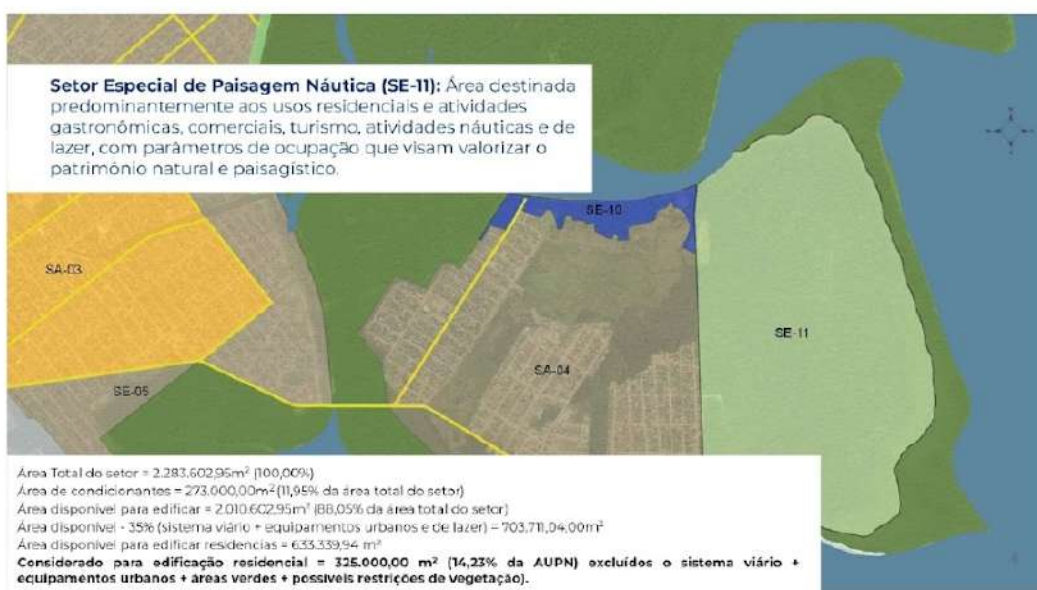 Setor Especial de Paisagem Náutica (SE-11): Área destinada
predominantemente aos usos residenciais e atividades
gastronômicas, comerciais, turismo, atividades náuticas e de
lazer, com parâmetros de ocupação que visam valorizar o
patrimônio natural e paisagístico.
SE-10
SA-03
SE-11
SA-04
SE-05
Área Total do setor = 2.283.602,95m² (100,00%)
Área de condicionantes = 273.000,00m² (11,95% da área total do setor)
Área disponível para edificar = 2.010.602,95m² (88,05% da área total do setor)
Área disponível - 35% (sistema viário + equipamentos urbanos e de lazer) = 703.711,04,00m²
Área disponível para edificar residencias = 633.339,94 m²
Considerado para edificação residencial = 325.000,00 m² (14,23% da AUPN) excluídos o sistema viário +
equipamentos urbanos + áreas verdes + possíveis restrições de vegetação).
4